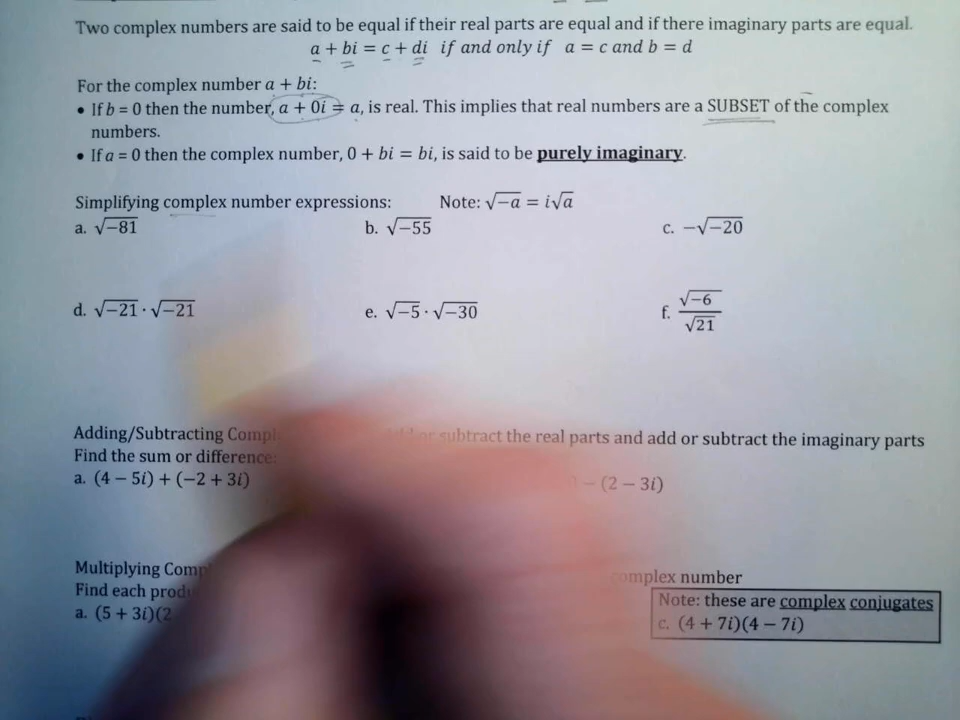 Two complex numbers are said to be equal if their real parts are equal and if there imaginary parts are equal.
a + bi = c + di if and only if a = c and b = d
For the complex number a + bi:
• If b = 0 then the number, a + 0i = a, is real. This implies that real numbers are a SUBSET of the complex
numbers.
• If a = 0 then the complex number, 0 + bi = bi, is said to be purely imaginary.
Simplifying complex number expressions: Note: √−a = i√a
a. √−81 b. √−55 c. −√−20
d. √−21 · √−21 e. √−5 · √−30 f. √−6 / √21
Adding/Subtracting or subtract the real parts and add or subtract the imaginary parts
Find the sum or difference:
a. (4 − 5i) + (−2 + 3i) − (2 − 3i)
Multiplying complex number
Find each
Note: these are complex conjugates
a. (5 + 3i)(2 c. (4 + 7i)(4 − 7i)